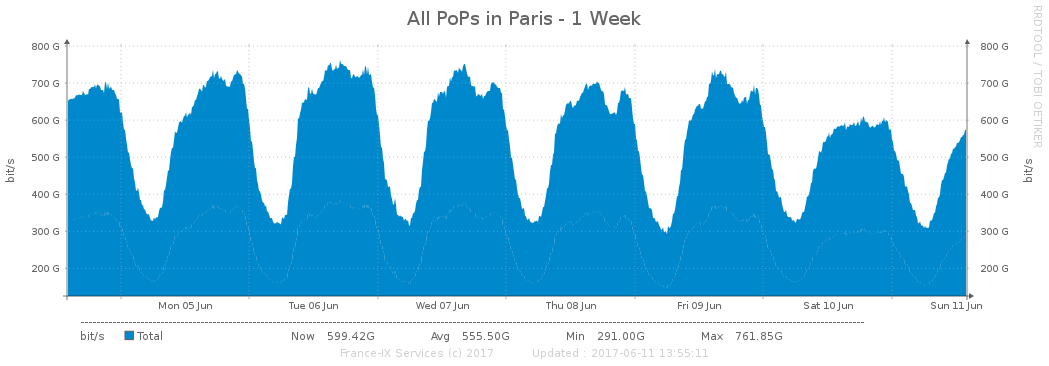 All PoPs in Paris - 1 Week
RRDTOOL / TOBI OETIKER
800 G 800 G
700 G 700 G
600 G 600 G
500 G 500 G
400 G 400 G
300 G 300 G
200 G 200 G
bit/s bit/s
Mon 05 Jun Tue 06 Jun Wed 07 Jun Thu 08 Jun Fri 09 Jun Sat 10 Jun Sun 11 Jun
bit/s Total Now 599.42G Avg 555.50G Min 291.00G Max 761.85G
France-IX Services (c) 2017 Updated : 2017-06-11 13:55:11